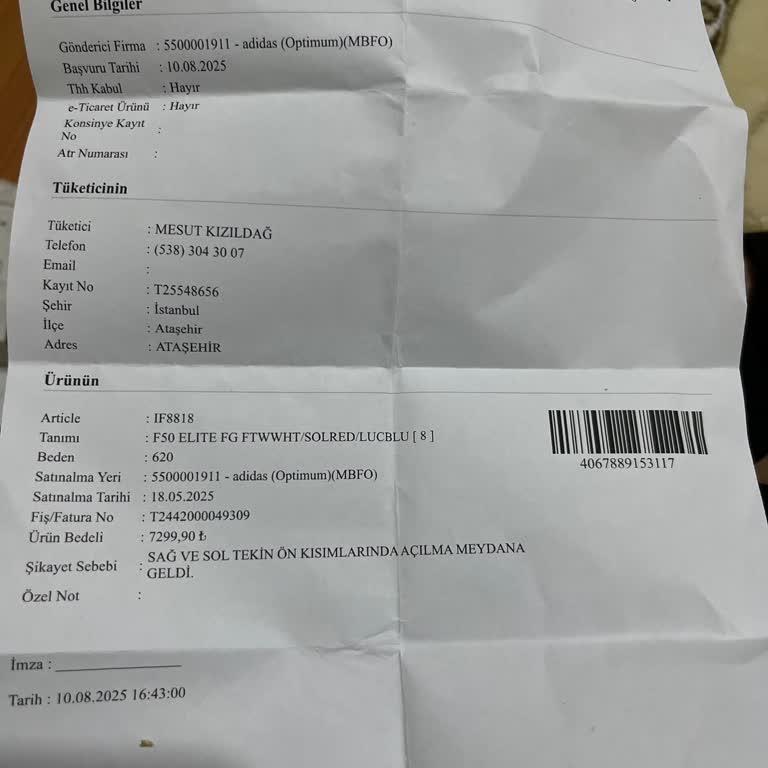 Genel Bilgiler
Gönderici Firma : 5500001911 - adidas (Optimum)(MBFO)
Başvuru Tarihi : 10.08.2025
Thh Kabul : Hayır
e-Ticaret Ürünü : Hayır
Konsinye Kayıt
No :
Atr Numarası :
Tüketicinin
Tüketici : MESUT KIZILDAĞ
Telefon : (538) 304 30 07
Email :
Kayıt No : T25548656
Şehir : İstanbul
İlçe : Ataşehir
Adres : ATAŞEHİR
Ürünün
Article : IF8818
Tanımı : F50 ELITE FG FTWWHT/SOLRED/LUCBLU [ 8 ]
Beden : 620
Satınalma Yeri : 5500001911 - adidas (Optimum)(MBFO)
Satınalma Tarihi : 18.05.2025
Fiş/Fatura No : T2442000049309
Ürün Bedeli : 7299,90 ₺
Şikayet Sebebi : SAĞ VE SOL TEKİN ÖN KISIMLARINDA AÇILMA MEYDANA
GELDİ.
Özel Not :
4067889153117
İmza :
Tarih : 10.08.2025 16:43:00